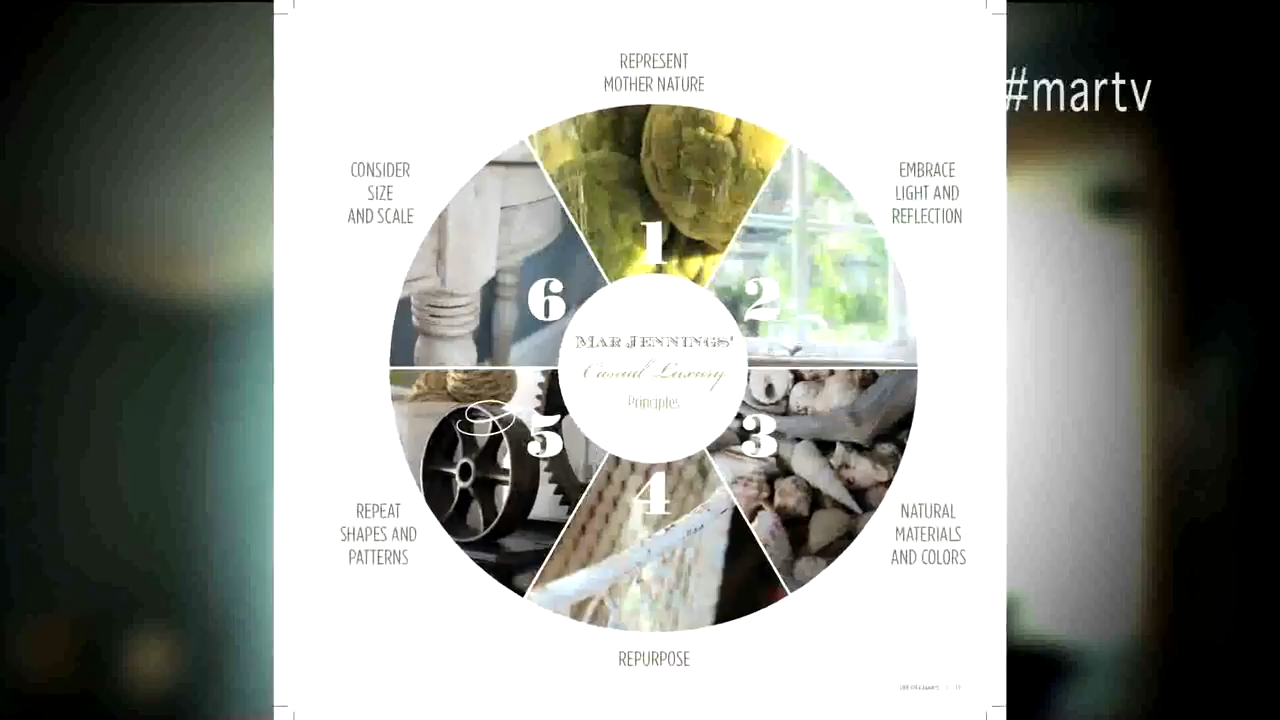 REPRESENT
MOTHER NATURE
#martv
CONSIDER
SIZE
AND SCALE
EMBRACE
LIGHT AND
REFLECTION
1
6
2
MAR JENNINGS'
Casual Luxury
Principles
5
3
4
REPEAT
SHAPES AND
PATTERNS
NATURAL
MATERIALS
AND COLORS
REPURPOSE